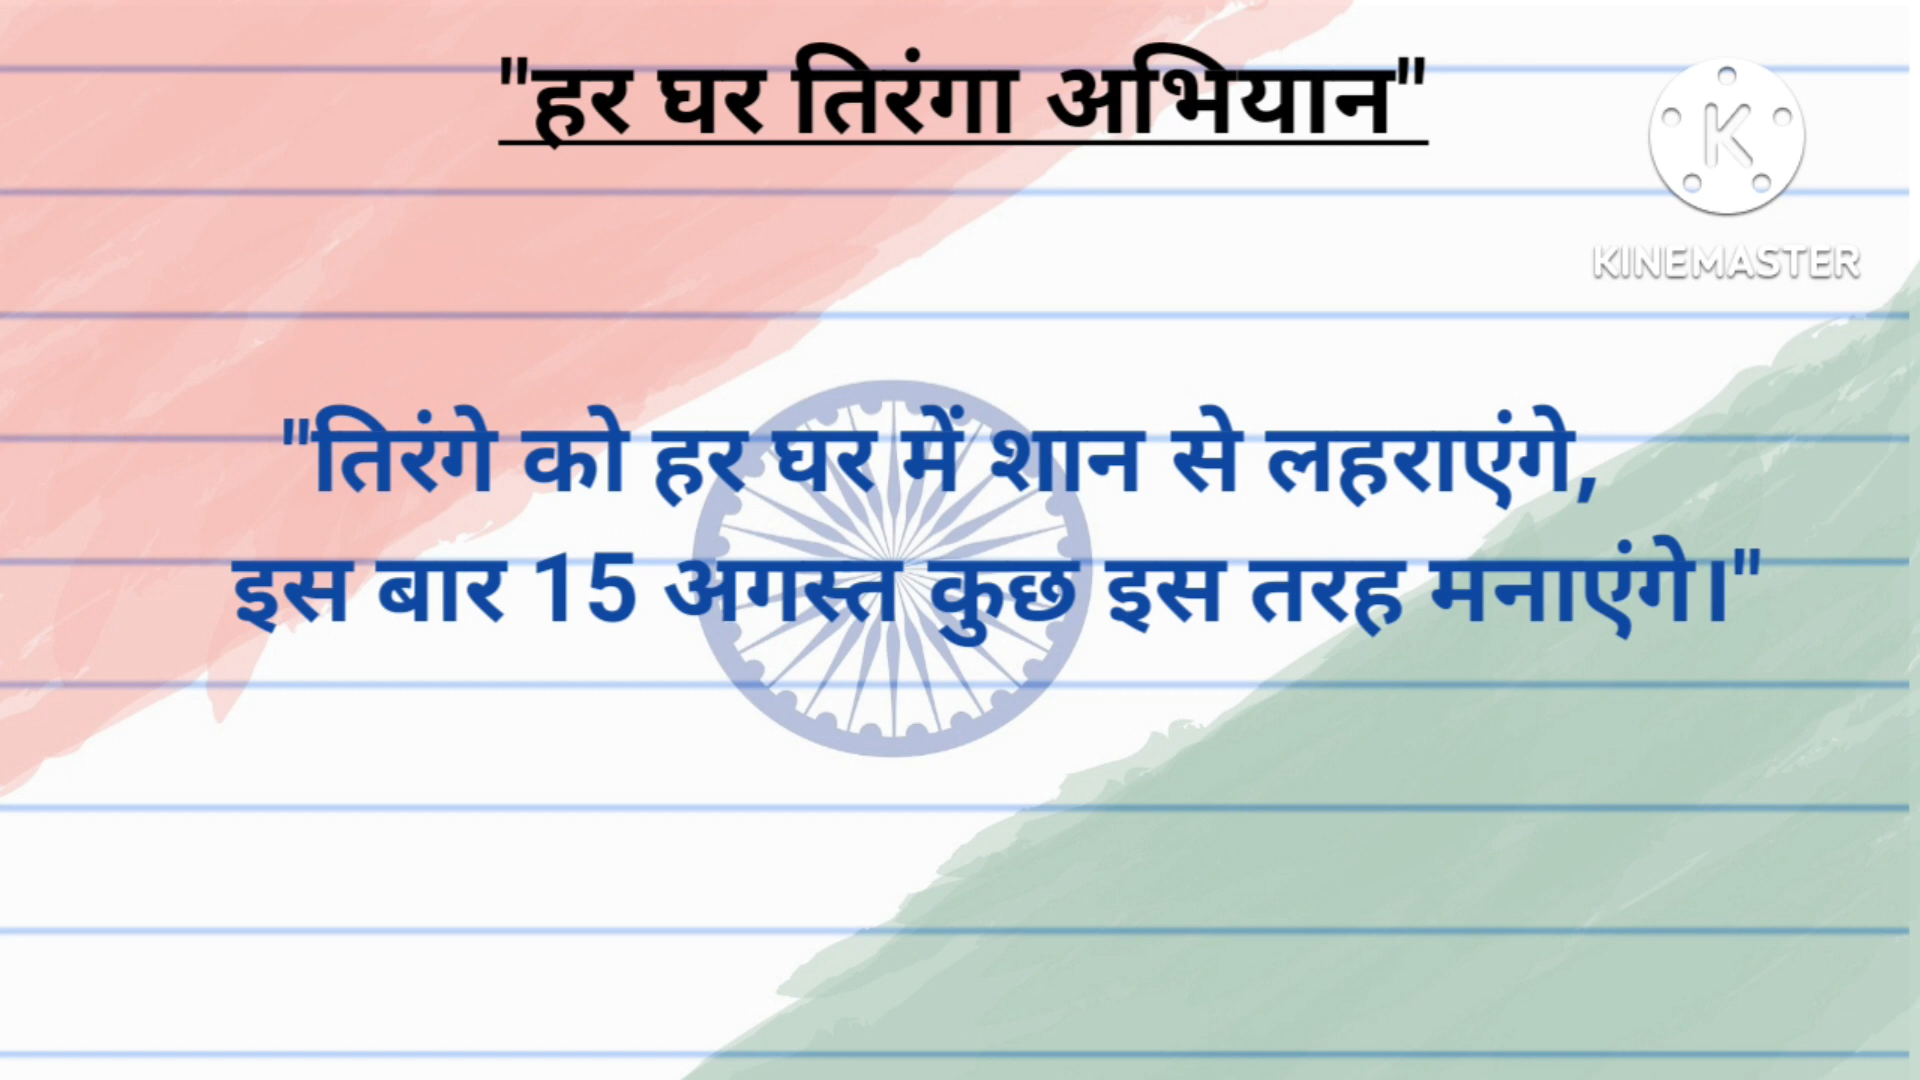 "हर घर तिरंगा अभियान"
KINEMASTER
"तिरंगे को हर घर में शान से लहराएंगे,
इस बार 15 अगस्त कुछ इस तरह मनाएंगे।"